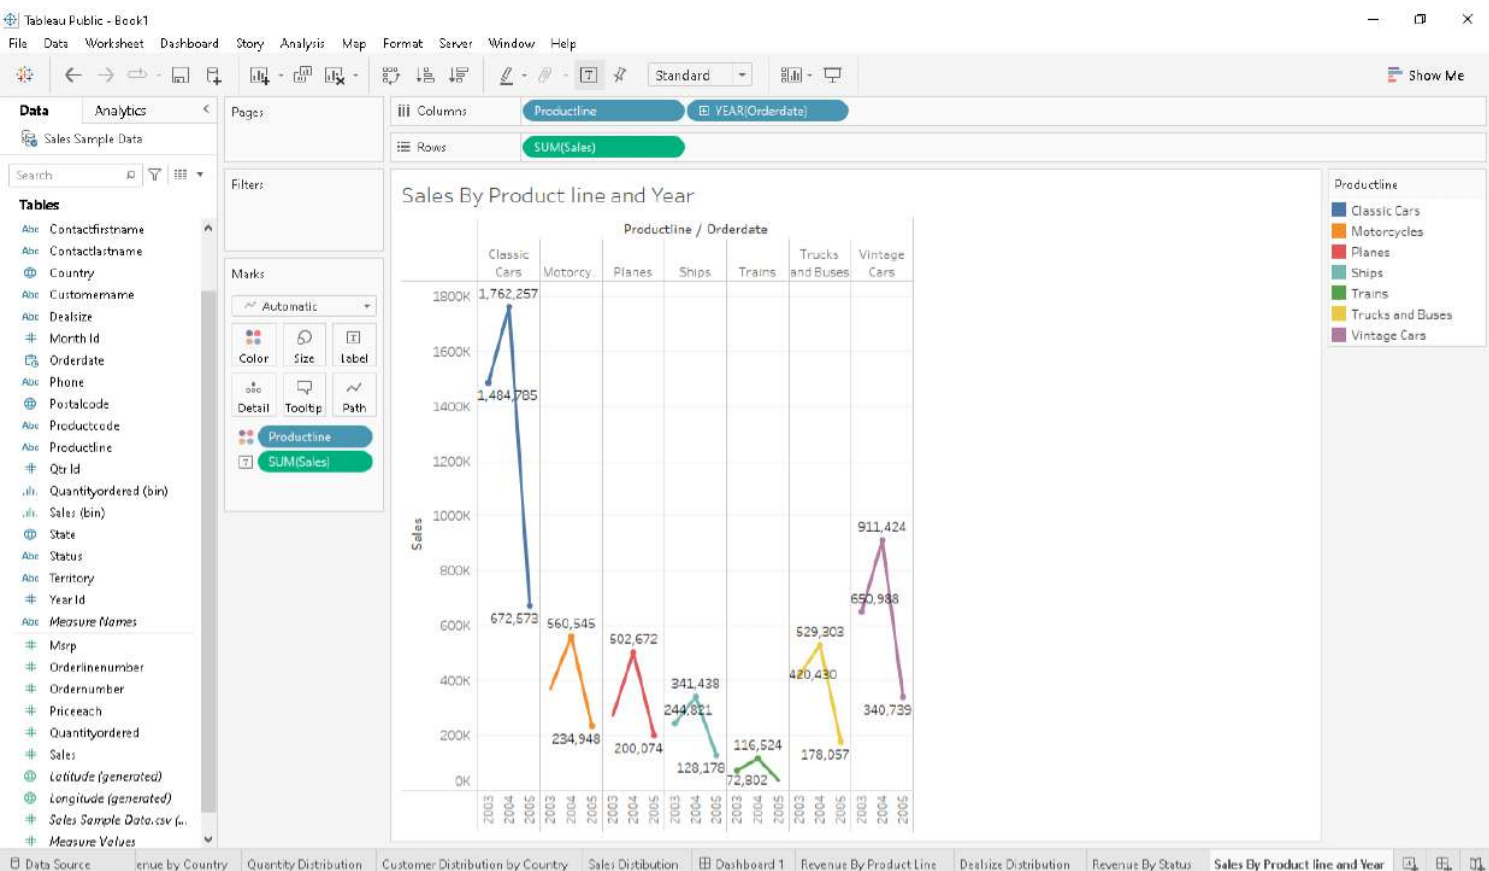 Tableau Public - Book1
File Data Worksheet Dashboard Story Analysis Map Format Server Window Help
Standard
Show Me
Data Analytics
Sales Sample Data
Search
Tables
Abc Contactfirstname
Abc Contactlastname
Country
Abc Customername
Abc Dealsize
# Month Id
Orderdate
Abc Phone
Postalcode
Abc Productcode
Abc Productline
# Qtr Id
Quantityordered (bin)
Sales (bin)
State
Abc Status
Abc Territory
# Year Id
Abc Measure Names
# Msrp
# Orderlinenumber
# Ordernumber
# Priceeach
# Quantityordered
# Sales
Latitude (generated)
Longitude (generated)
# Sales Sample Data.csv (...
# Measure Values
Pages
Filters
Marks
Automatic
Color Size Label
Detail Tooltip Path
Productline
SUM(Sales)
Columns Productline YEAR(Orderdate)
Rows SUM(Sales)
Sales By Product line and Year
Productline / Orderdate
Classic Cars Motorcy.. Planes Ships Trains Trucks and Buses Vintage Cars
Sales
1800K
1600K
1400K
1200K
1000K
800K
600K
400K
200K
0K
1,762,257
1,484,785
672,573
560,545
234,948
502,672
200,074
341,438
244,821
128,178
116,524
72,802
529,303
420,430
178,057
911,424
650,988
340,739
2003 2004 2005 2003 2004 2005 2003 2004 2005 2003 2004 2005 2003 2004 2005 2003 2004 2005 2003 2004 2005
Productline
Classic Cars
Motorcycles
Planes
Ships
Trains
Trucks and Buses
Vintage Cars
Data Source enue by Country Quantity Distribution Customer Distribution by Country Sales Distibution Dashboard 1 Revenue By Product Line Dealsize Distribution Revenue By Status Sales By Product line and Year